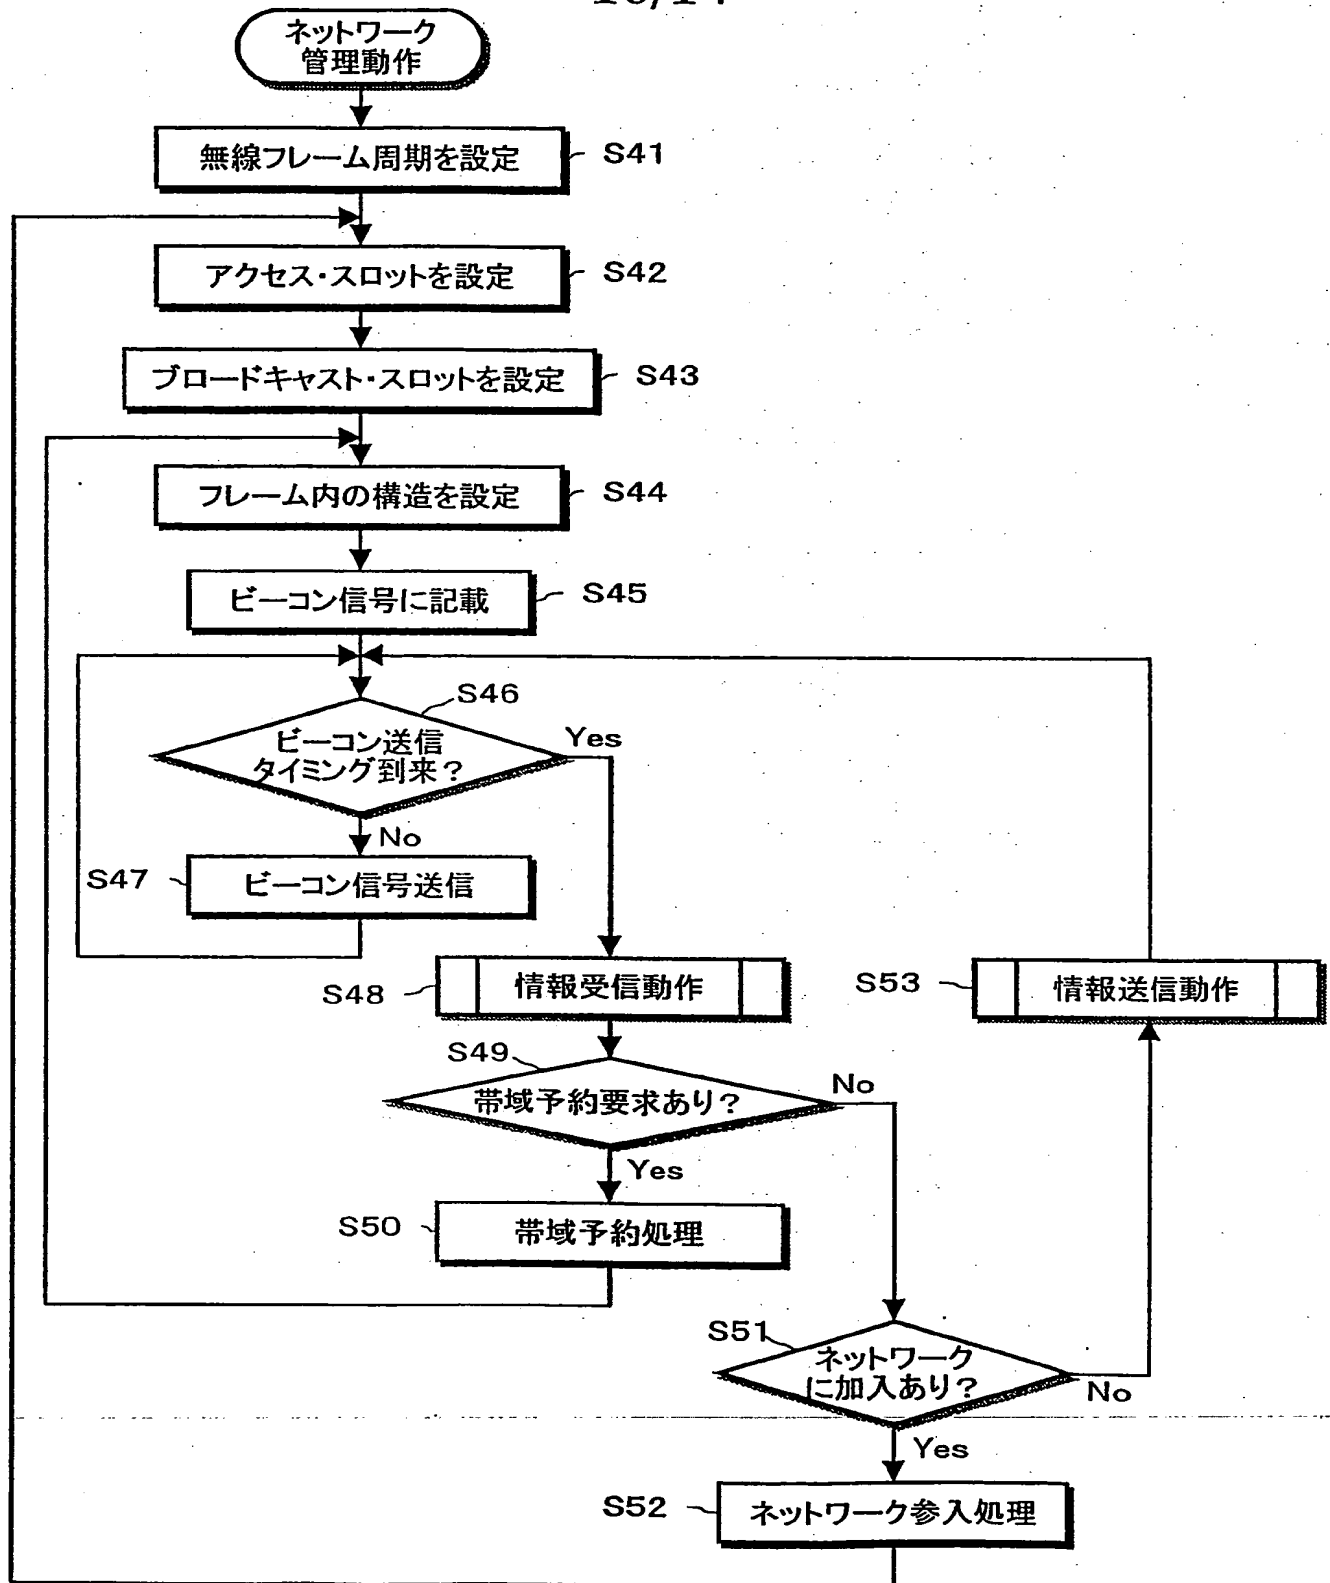 ネットワーク
管理動作
無線フレーム周期を設定
S41
アクセス・スロットを設定
S42
ブロードキャスト・スロットを設定
S43
フレーム内の構造を設定
S44
ビーコン信号に記載
S45
S46
ビーコン送信
タイミング到来?
Yes
No
S47
ビーコン信号送信
S48
情報受信動作
S53
情報送信動作
S49
帯域予約要求あり?
No
Yes
S50
帯域予約処理
S51
ネットワーク
に加入あり?
No
Yes
S52
ネットワーク参入処理